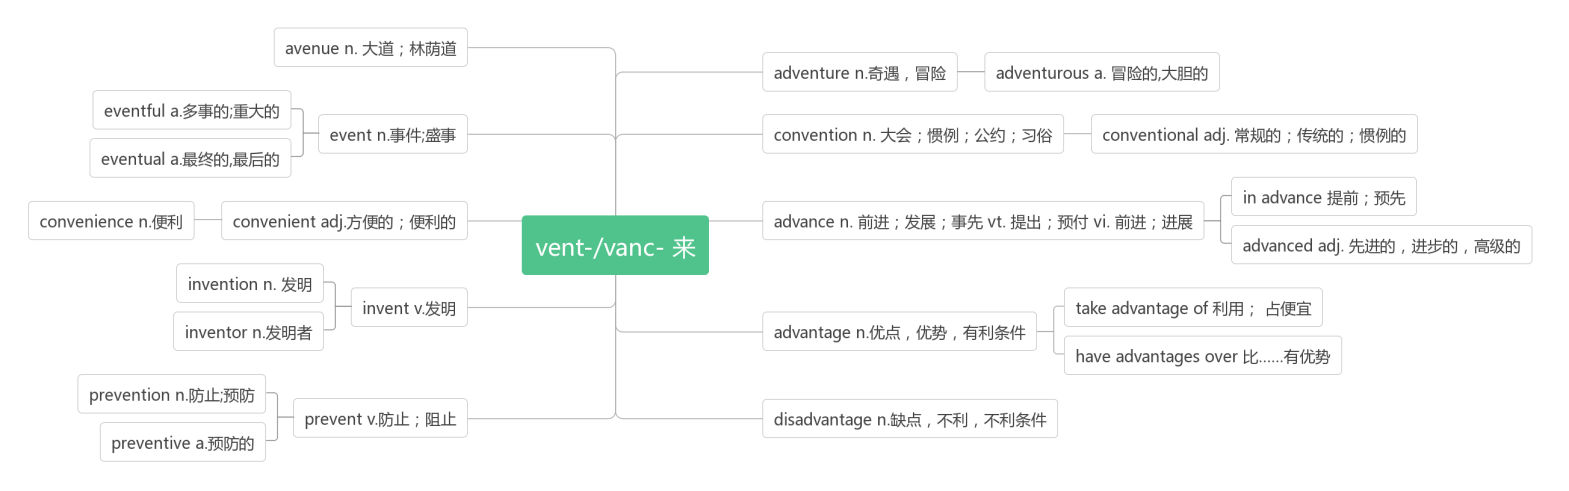 vent-/vanc- 来
avenue n. 大道；林荫道
event n.事件;盛事
eventful a.多事的;重大的
eventual a.最终的,最后的
convenient adj.方便的；便利的
convenience n.便利
invent v.发明
invention n. 发明
inventor n.发明者
prevent v.防止；阻止
prevention n.防止;预防
preventive a.预防的
adventure n.奇遇，冒险
adventurous a. 冒险的,大胆的
convention n. 大会；惯例；公约；习俗
conventional adj. 常规的；传统的；惯例的
advance n. 前进；发展；事先 vt. 提出；预付 vi. 前进；进展
in advance 提前；预先
advanced adj. 先进的，进步的，高级的
advantage n.优点，优势，有利条件
take advantage of 利用； 占便宜
have advantages over 比……有优势
disadvantage n.缺点，不利，不利条件